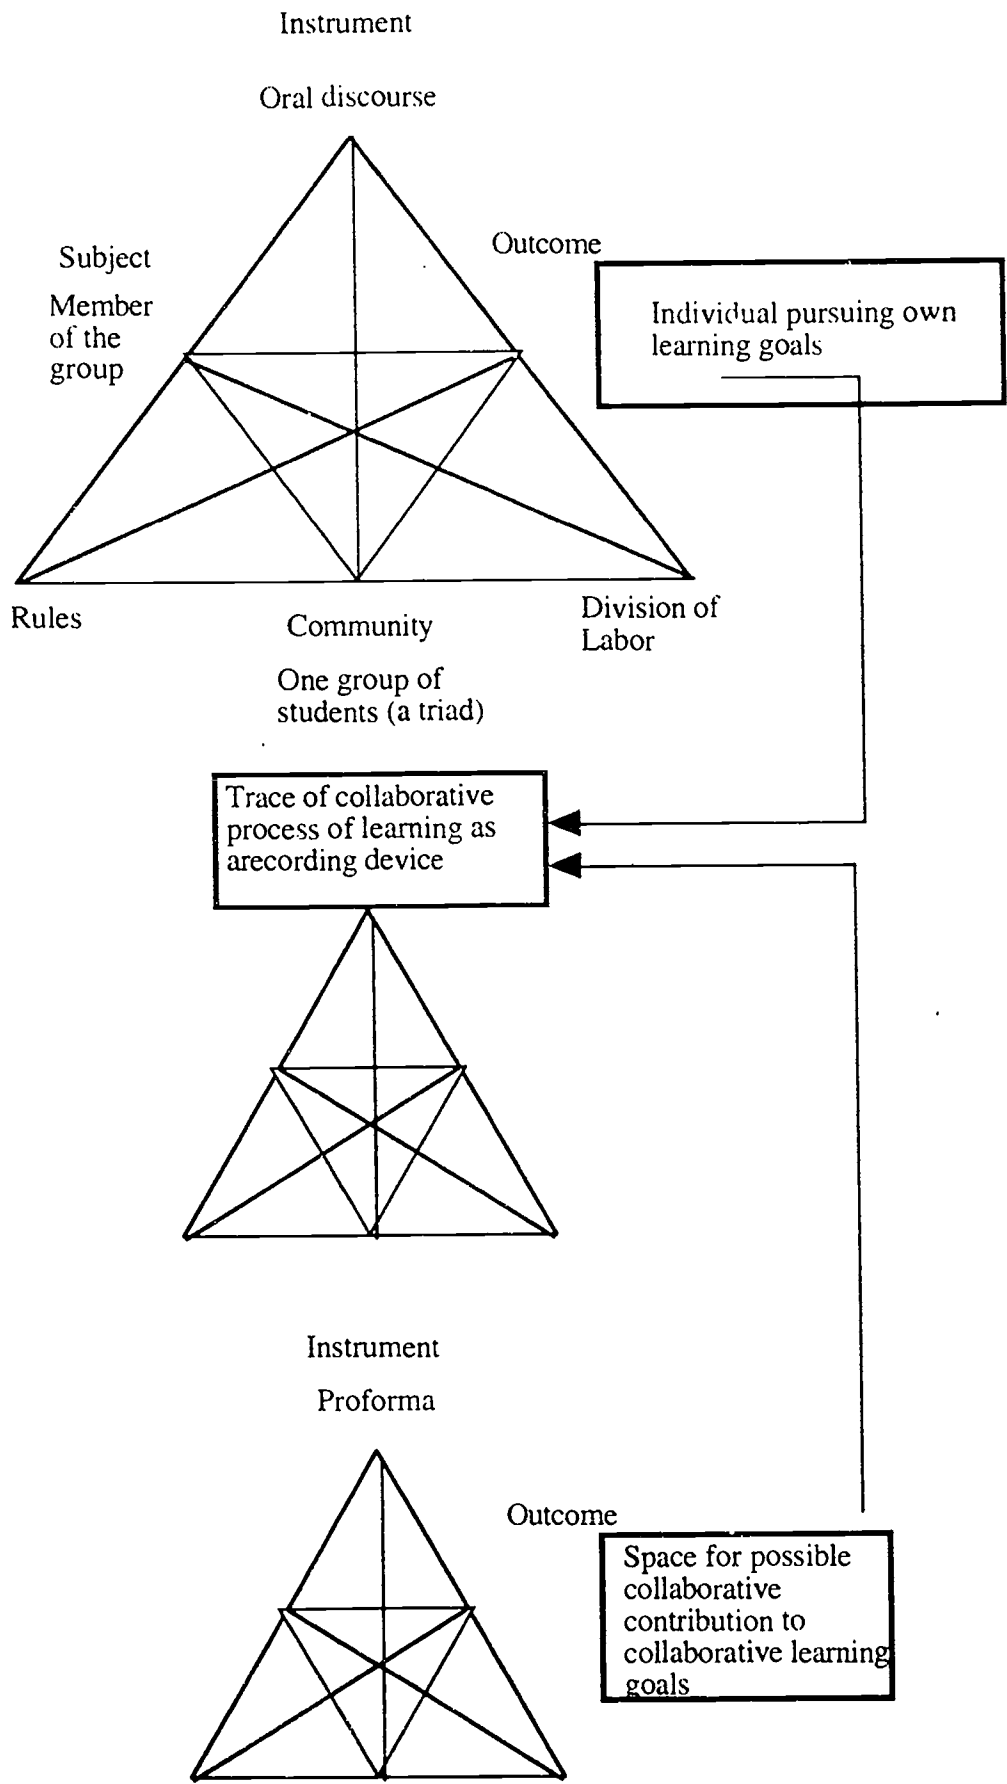 Instrument
Oral discourse
Subject
Member
of the
group
Outcome
Individual pursuing own
learning goals
Rules
Community
Division of
Labor
One group of
students (a triad)
Trace of collaborative
process of learning as
arecording device
Instrument
Proforma
Outcome
Space for possible
collaborative
contribution to
collaborative learning
goals